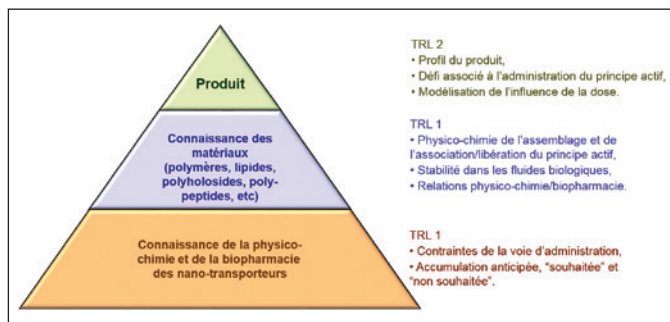 Produit
TRL 2
• Profil du produit,
• Défi associé à l'administration du principe actif,
• Modélisation de l'influence de la dose.
Connaissance des
matériaux
(polymères, lipides,
polyholosides, poly-
peptides, etc)
TRL 1
• Physico-chimie de l'assemblage et de
l'association/libération du principe actif,
• Stabilité dans les fluides biologiques,
• Relations physico-chimie/biopharmacie.
Connaissance de la physico-
chimie et de la biopharmacie
des nano-transporteurs
TRL 1
• Contraintes de la voie d'administration,
• Accumulation anticipée, "souhaitée" et
"non souhaitée".